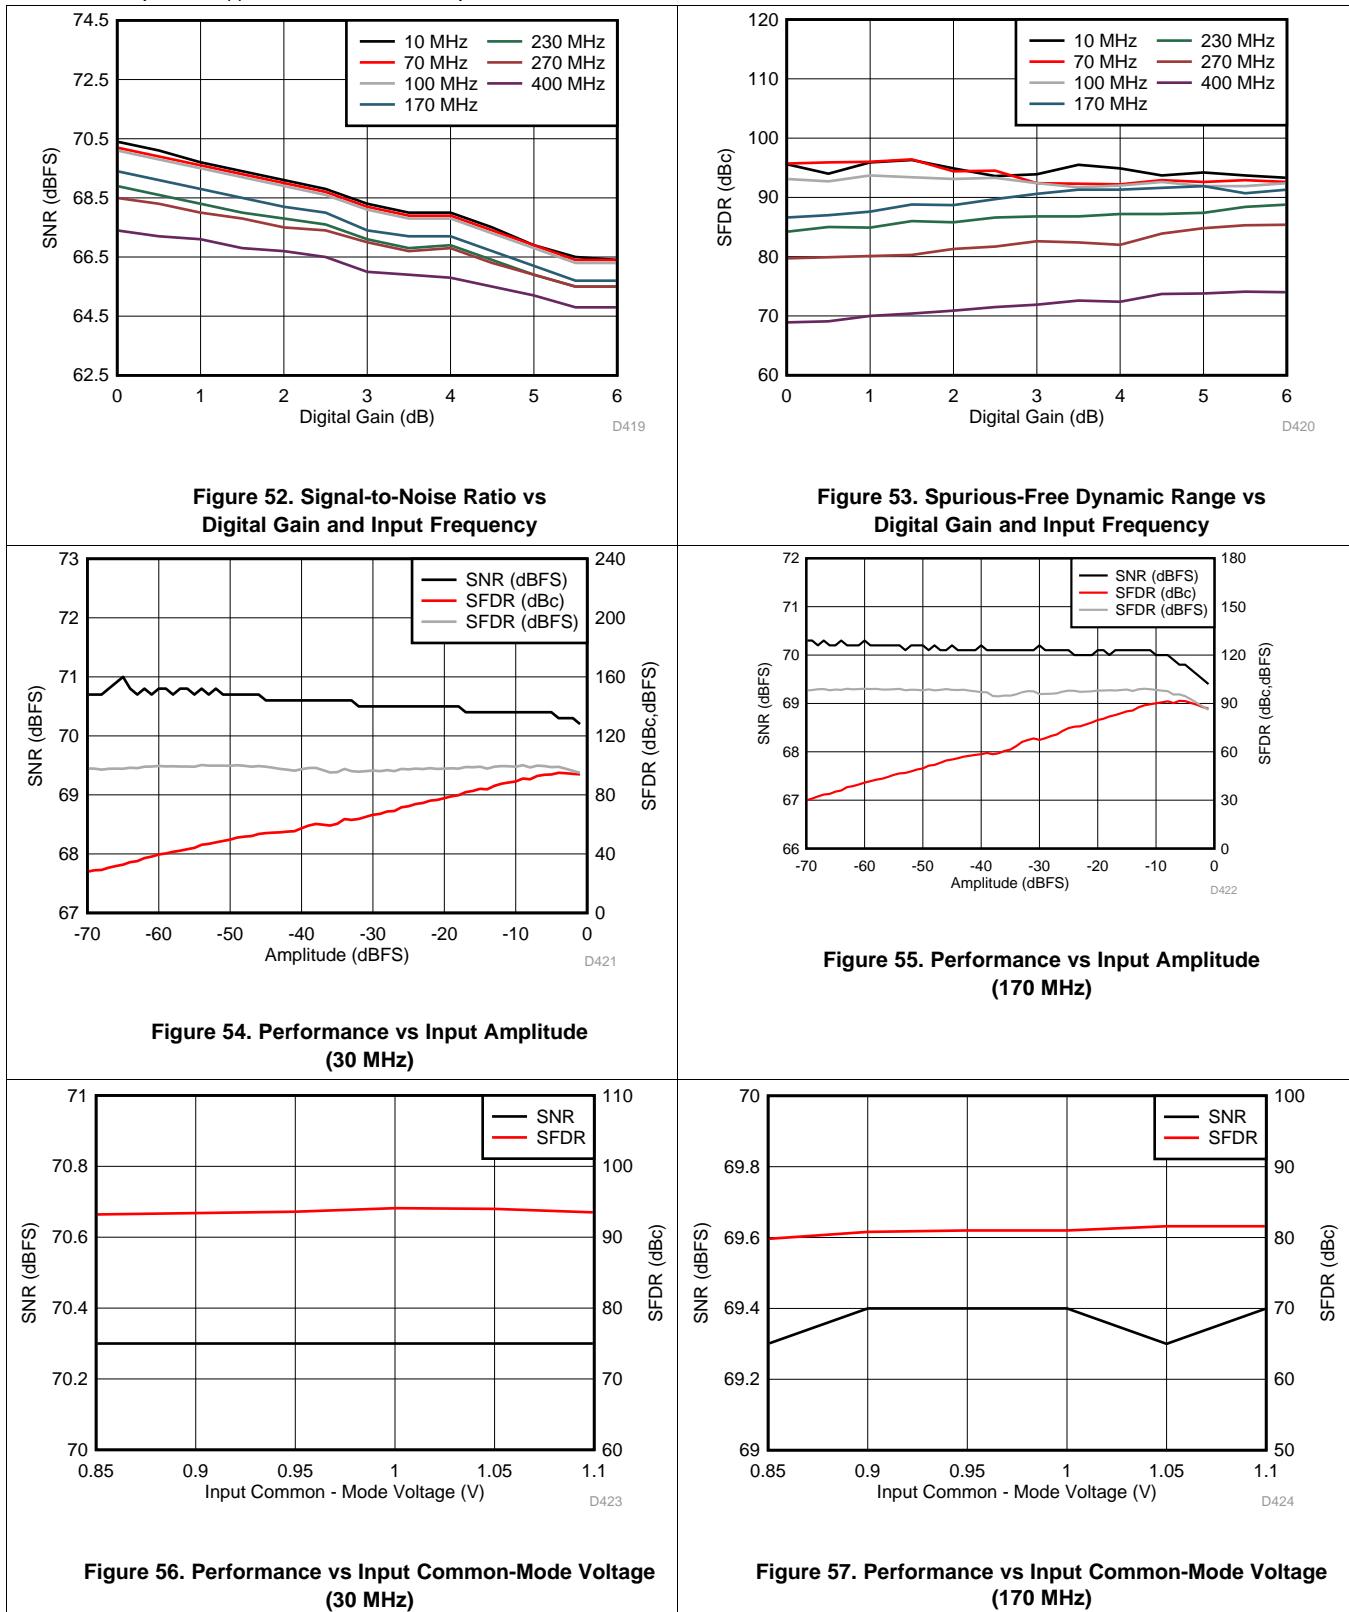 74.5
72.5
70.5
68.5
66.5
64.5
62.5
SNR (dBFS)
0 1 2 3 4 5 6
Digital Gain (dB)
D419
10 MHz
70 MHz
100 MHz
170 MHz
230 MHz
270 MHz
400 MHz
Figure 52. Signal-to-Noise Ratio vs
Digital Gain and Input Frequency
120
110
100
90
80
70
60
SFDR (dBc)
0 1 2 3 4 5 6
Digital Gain (dB)
D420
10 MHz
70 MHz
100 MHz
170 MHz
230 MHz
270 MHz
400 MHz
Figure 53. Spurious-Free Dynamic Range vs
Digital Gain and Input Frequency
73
72
71
70
69
68
67
SNR (dBFS)
240
200
160
120
80
40
0
SFDR (dBc,dBFS)
-70 -60 -50 -40 -30 -20 -10 0
Amplitude (dBFS)
D421
SNR (dBFS)
SFDR (dBc)
SFDR (dBFS)
Figure 54. Performance vs Input Amplitude
(30 MHz)
72
71
70
69
68
67
66
SNR (dBFS)
180
150
120
90
60
30
0
SFDR (dBc,dBFS)
-70 -60 -50 -40 -30 -20 -10 0
Amplitude (dBFS)
D422
SNR (dBFS)
SFDR (dBc)
SFDR (dBFS)
Figure 55. Performance vs Input Amplitude
(170 MHz)
71
70.8
70.6
70.4
70.2
70
SNR (dBFS)
110
100
90
80
70
60
SFDR (dBc)
0.85 0.9 0.95 1 1.05 1.1
Input Common - Mode Voltage (V)
D423
SNR
SFDR
Figure 56. Performance vs Input Common-Mode Voltage
(30 MHz)
70
69.8
69.6
69.4
69.2
69
SNR (dBFS)
100
90
80
70
60
50
SFDR (dBc)
0.85 0.9 0.95 1 1.05 1.1
Input Common - Mode Voltage (V)
D424
SNR
SFDR
Figure 57. Performance vs Input Common-Mode Voltage
(170 MHz)